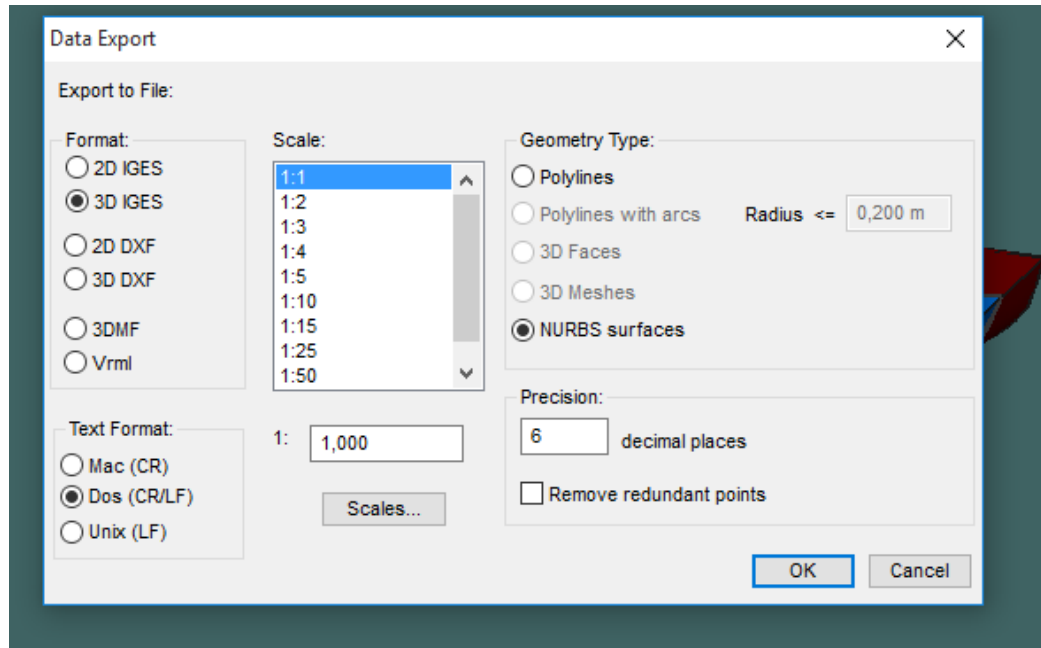 Data Export
Export to File:
Format:
2D IGES
3D IGES
2D DXF
3D DXF
3DMF
Vrml
Text Format:
Mac (CR)
Dos (CR/LF)
Unix (LF)
Scale:
1:1
1:2
1:3
1:4
1:5
1:10
1:15
1:25
1:50
1: 1,000
Scales...
Geometry Type:
Polylines
Polylines with arcs Radius <= 0,200 m
3D Faces
3D Meshes
NURBS surfaces
Precision:
6 decimal places
Remove redundant points
OK Cancel